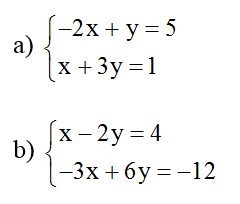 a) { −2x + y = 5
x + 3y = 1
b) { x − 2y = 4
−3x + 6y = −12